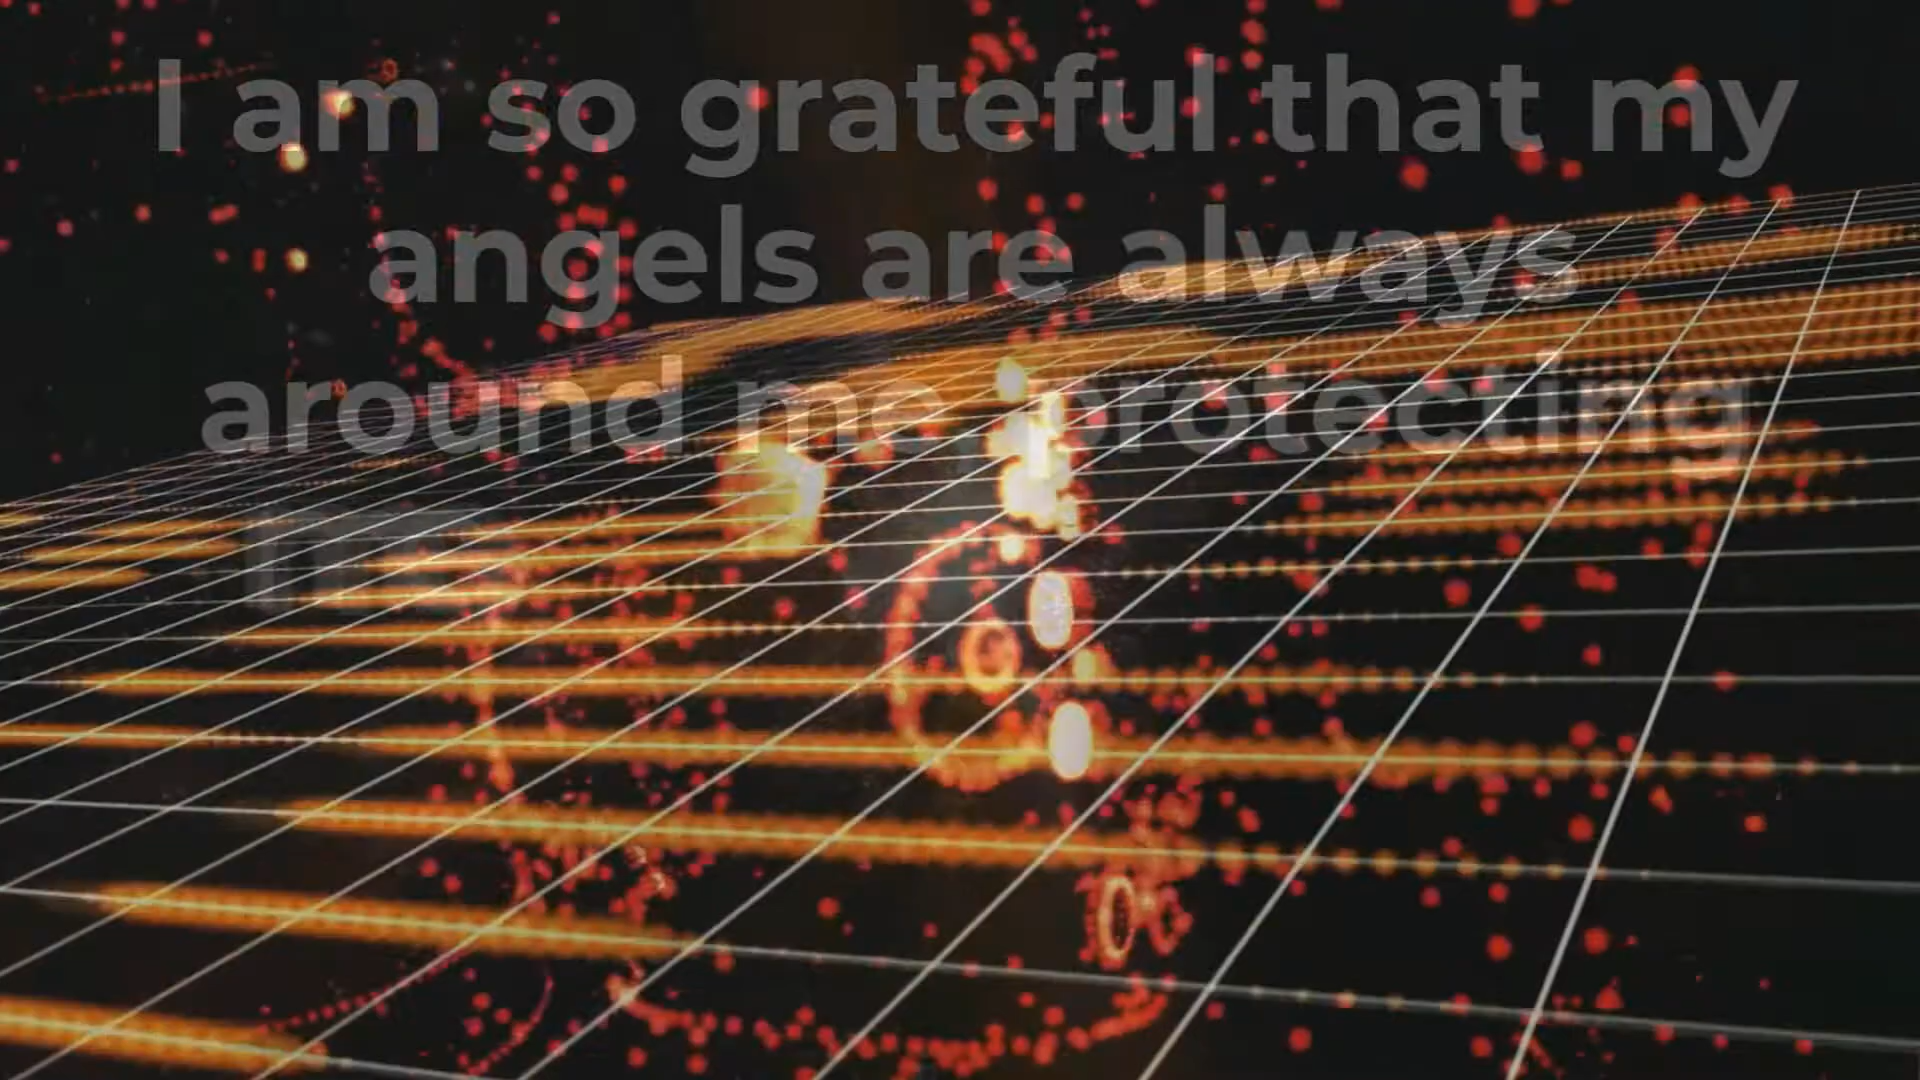 I am so grateful that my
angels are always
around me, protecting